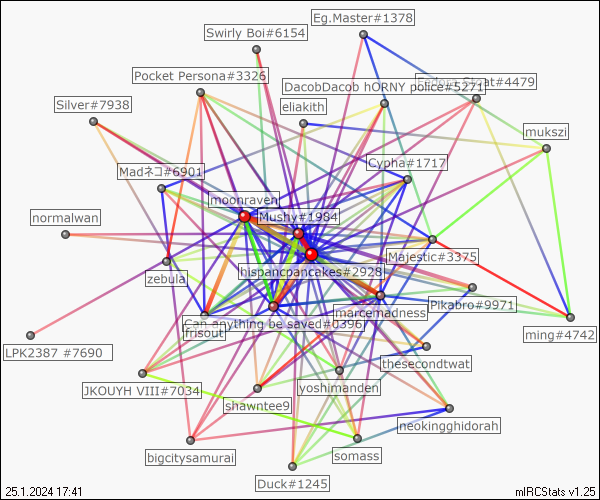 Eg.Master#1378
Swirly Boi#6154
Pocket Persona#3326
DacobDacob hORNY police#5271
#4479
Silver#7938
eliakith
mukszi
Madネコ#6901
Cypha#1717
moonraven
normalwan
Mushy#1984
Majestic#3375
hispancpancakes#2928
zebula
Pikabro#9971
marcemadness
Can anything be saved#0396
frisout
ming#4742
LPK2387 #7690
thesecondtwat
JKOUYH VIII#7034
yoshimanden
shawntee9
neokingghidorah
bigcitysamurai
somass
Duck#1245
25.1.2024 17:41
mIRCStats v1.25